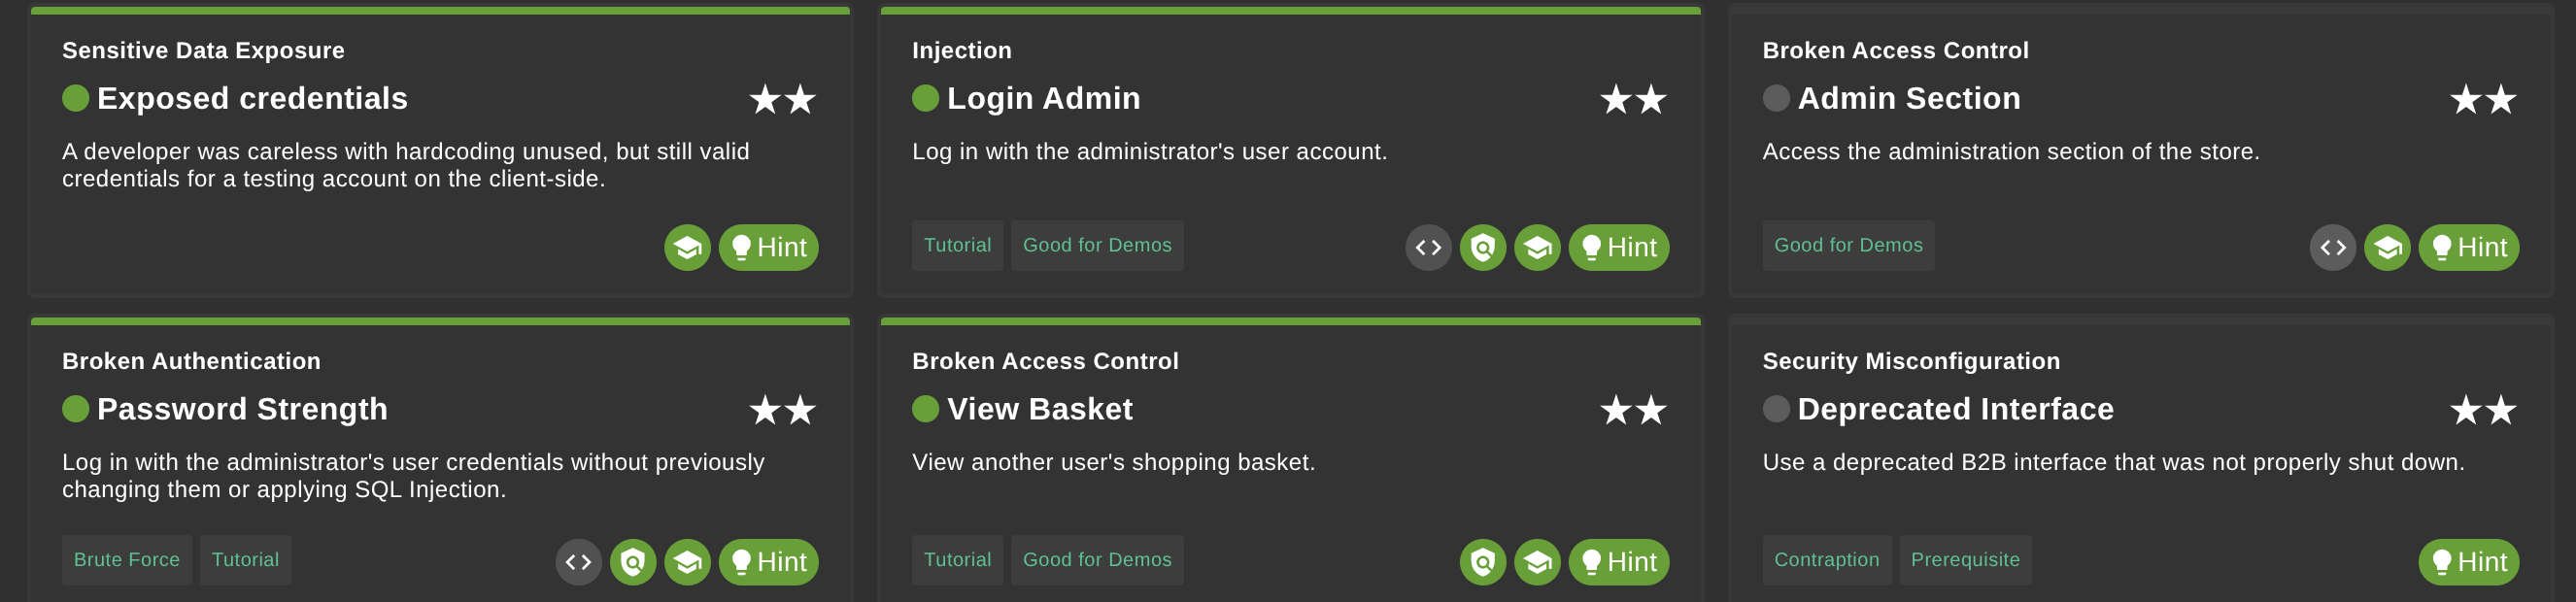 Sensitive Data Exposure
Exposed credentials
A developer was careless with hardcoding unused, but still valid
credentials for a testing account on the client-side.
Hint
Injection
Login Admin
Log in with the administrator's user account.
Tutorial
Good for Demos
Hint
Broken Access Control
Admin Section
Access the administration section of the store.
Good for Demos
Hint
Broken Authentication
Password Strength
Log in with the administrator's user credentials without previously
changing them or applying SQL Injection.
Brute Force
Tutorial
Hint
Broken Access Control
View Basket
View another user's shopping basket.
Tutorial
Good for Demos
Hint
Security Misconfiguration
Deprecated Interface
Use a deprecated B2B interface that was not properly shut down.
Contraption
Prerequisite
Hint